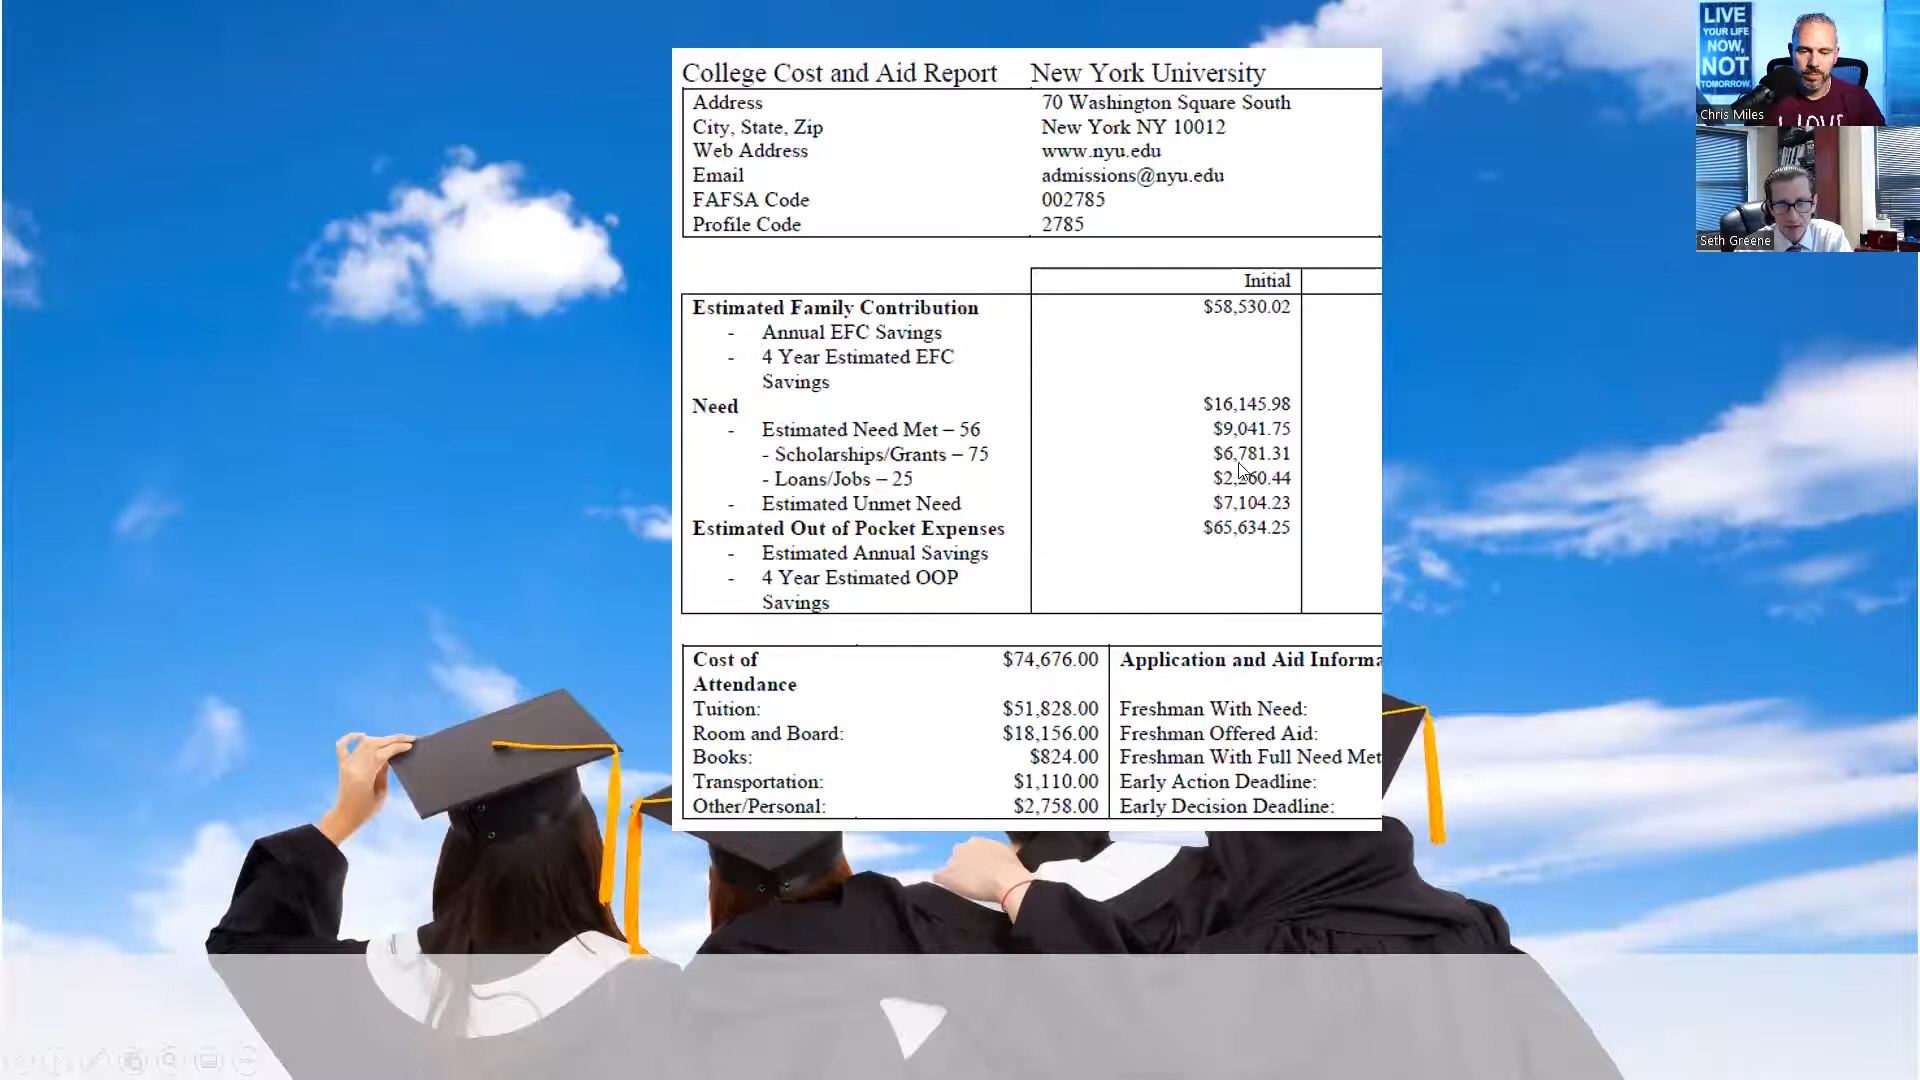 College Cost and Aid Report New York University
Address 70 Washington Square South
City, State, Zip New York NY 10012
Web Address www.nyu.edu
Email admissions@nyu.edu
FAFSA Code 002785
Profile Code 2785
Initial
Estimated Family Contribution $58,530.02
- Annual EFC Savings
- 4 Year Estimated EFC
Savings
Need $16,145.98
- Estimated Need Met – 56 $9,041.75
- Scholarships/Grants – 75 $6,781.31
- Loans/Jobs – 25 $2,260.44
- Estimated Unmet Need $7,104.23
Estimated Out of Pocket Expenses $65,634.25
- Estimated Annual Savings
- 4 Year Estimated OOP
Savings
Cost of $74,676.00 Application and Aid Informa
Attendance
Tuition: $51,828.00 Freshman With Need:
Room and Board: $18,156.00 Freshman Offered Aid:
Books: $824.00 Freshman With Full Need Met
Transportation: $1,110.00 Early Action Deadline:
Other/Personal: $2,758.00 Early Decision Deadline:
LIVE
YOUR LIFE
NOW,
NOT
TOMORROW.
Chris Miles
I LOVE
Seth Greene